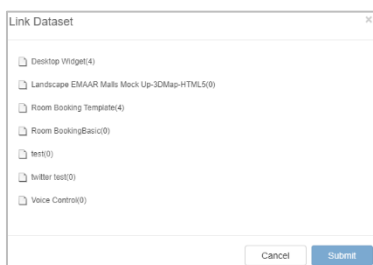 Link Dataset
×
Desktop Widget(4)
Landscape EMAAR Malls Mock Up-3DMap-HTML5(0)
Room Booking Template(4)
Room BookingBasic(0)
test(0)
twitter test(0)
Voice Control(0)
Cancel Submit